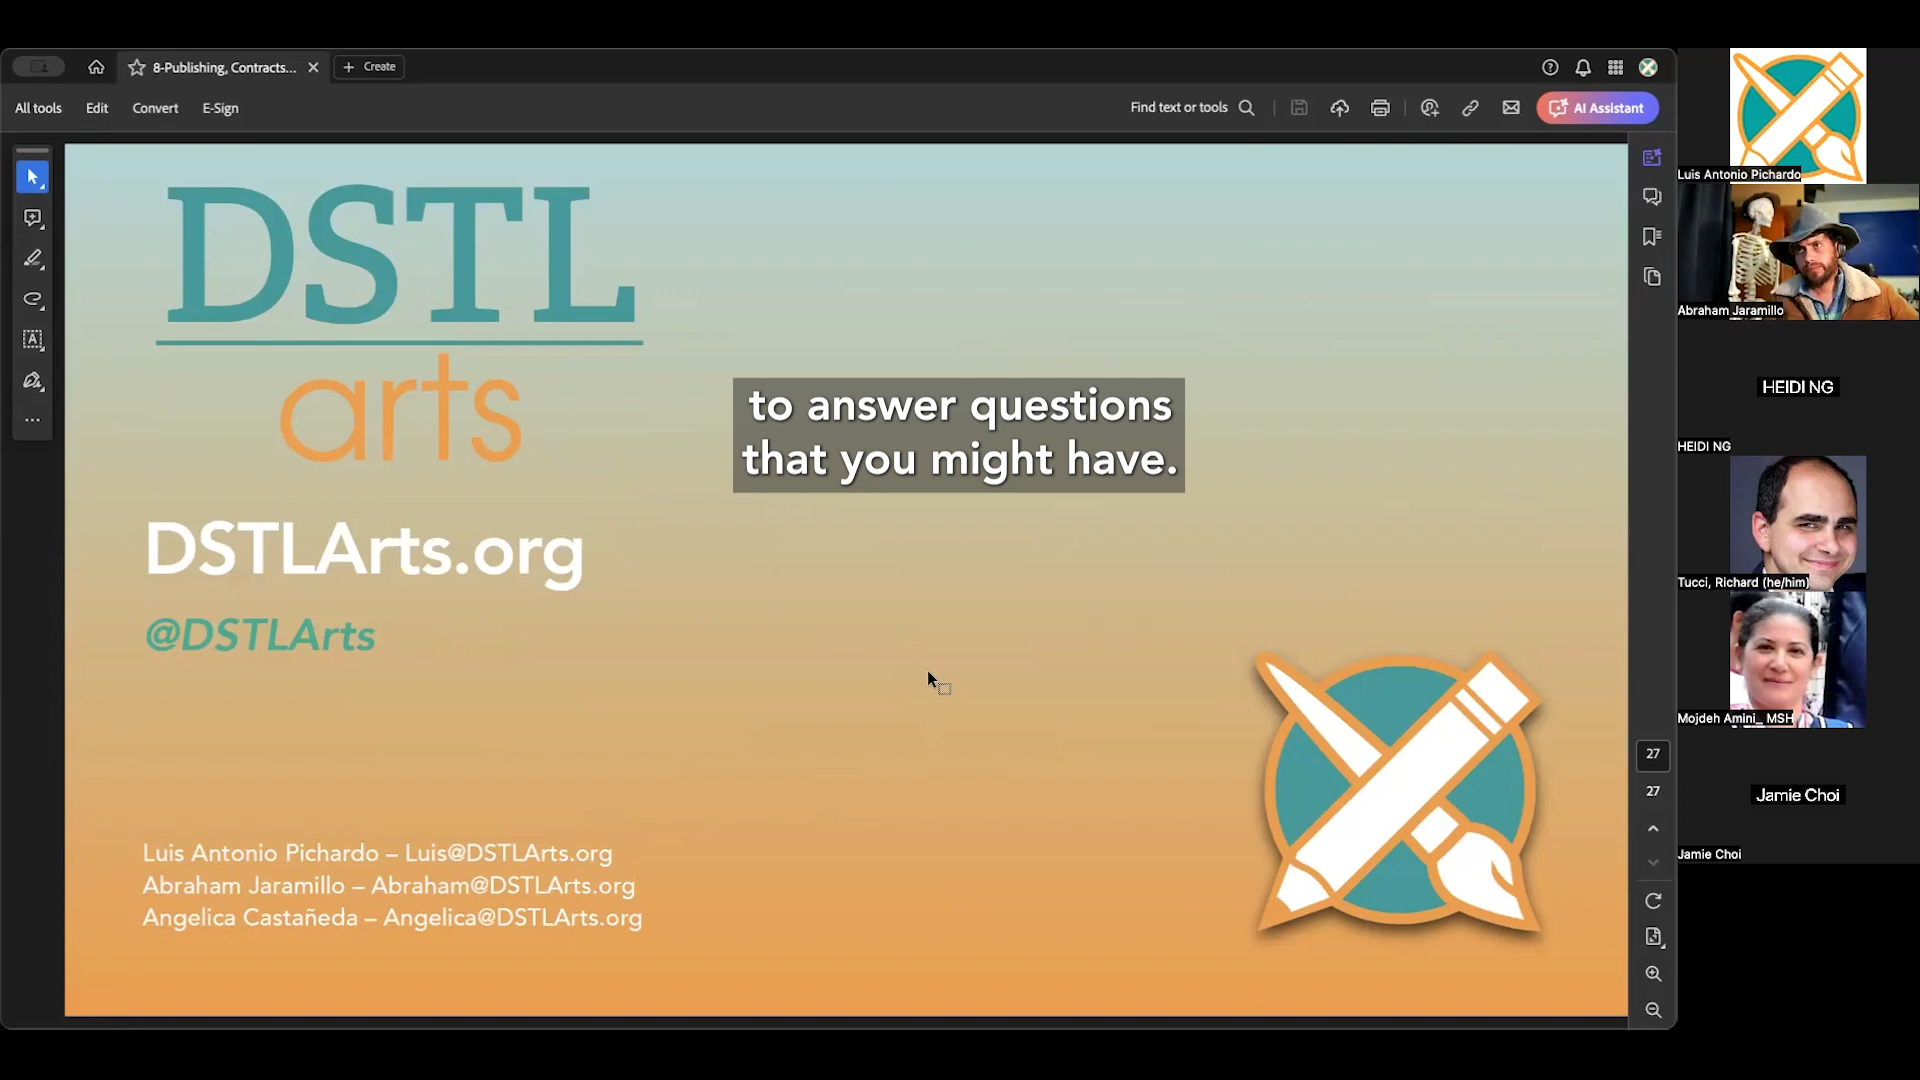 8-Publishing, Contracts...
Create
All tools
Edit
Convert
E-Sign
Find text or tools
AI Assistant
DSTL
arts
to answer questions
that you might have.
DSTLArts.org
@DSTLArts
Luis Antonio Pichardo – Luis@DSTLArts.org
Abraham Jaramillo – Abraham@DSTLArts.org
Angelica Castañeda – Angelica@DSTLArts.org
27
27
Luis Antonio Pichardo
Abraham Jaramillo
HEIDI NG
HEIDI NG
Tucci, Richard (he/him)
Mojdeh Amini_ MSH
Jamie Choi
Jamie Choi